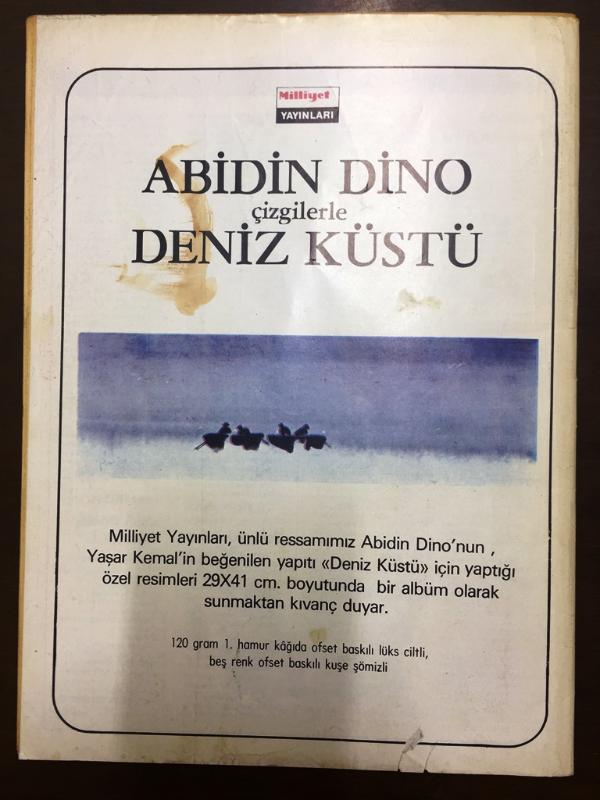 Milliyet
YAYINLARI
ABİDİN DİNO
çizgilerle
DENİZ KÜSTÜ
Milliyet Yayınları, ünlü ressamımız Abidin Dino'nun ,
Yaşar Kemal'in beğenilen yapıtı «Deniz Küstü» için yaptığı
özel resimleri 29X41 cm. boyutunda bir albüm olarak
sunmaktan kıvanç duyar.
120 gram 1. hamur kâğıda ofset baskılı lüks ciltli,
beş renk ofset baskılı kuşe şömizli